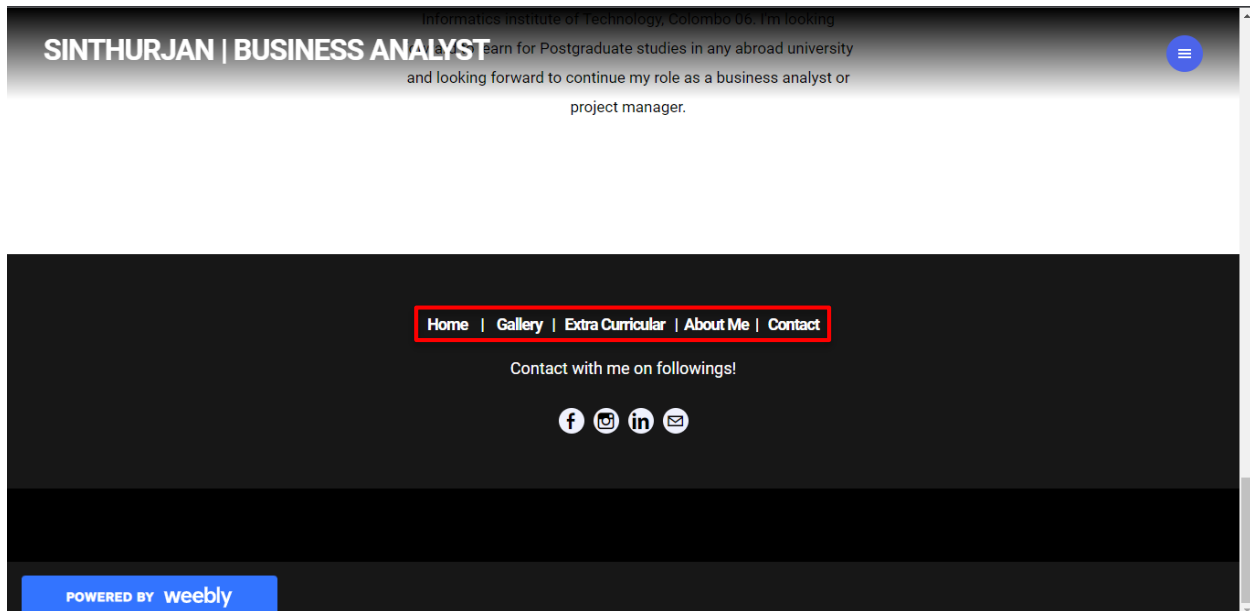 Informatics institute of Technology, Colombo 06. I'm looking
SINTHURJAN | BUSINESS ANALYST
earn for Postgraduate studies in any abroad university
and looking forward to continue my role as a business analyst or
project manager.
Home | Gallery | Extra Curricular | About Me | Contact
Contact with me on followings!
POWERED BY weebly